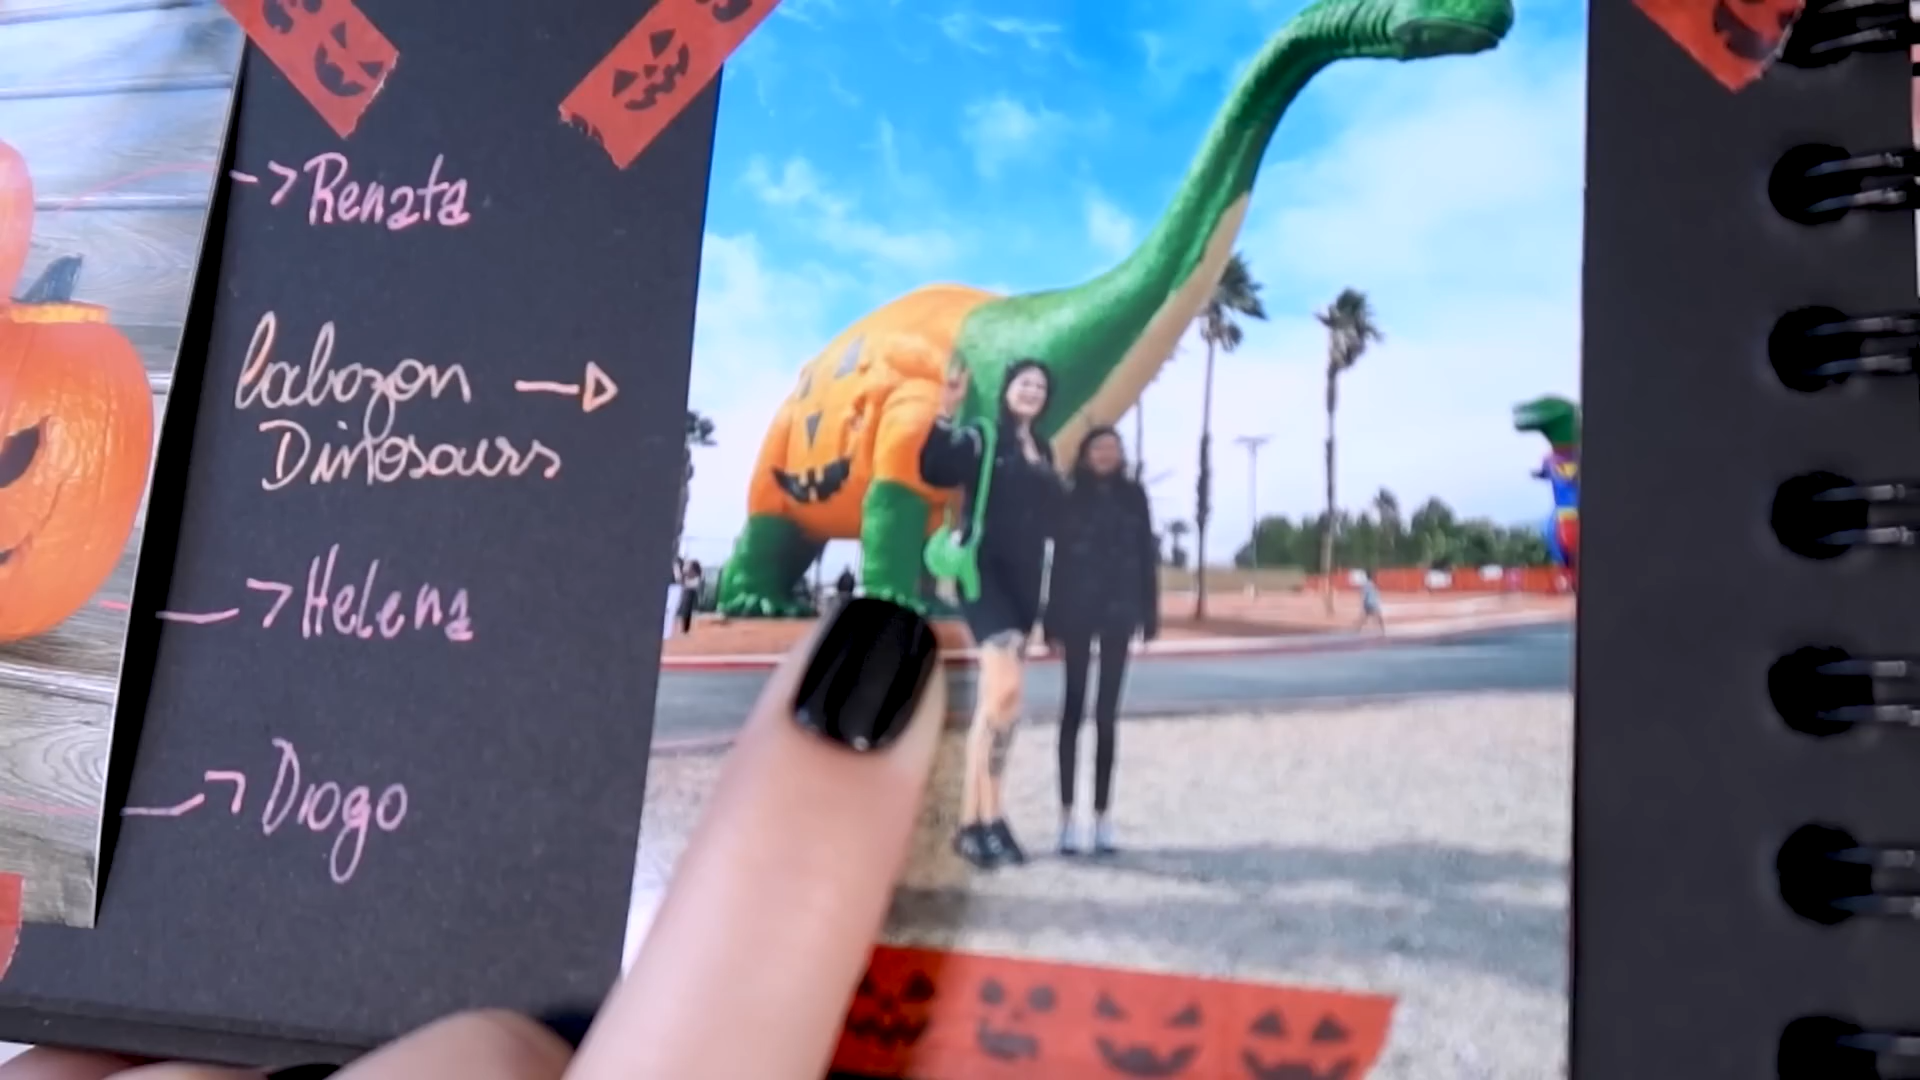 -> Renata
Cabazon —▷
Dinosaurs
—> Helena
—> Diogo